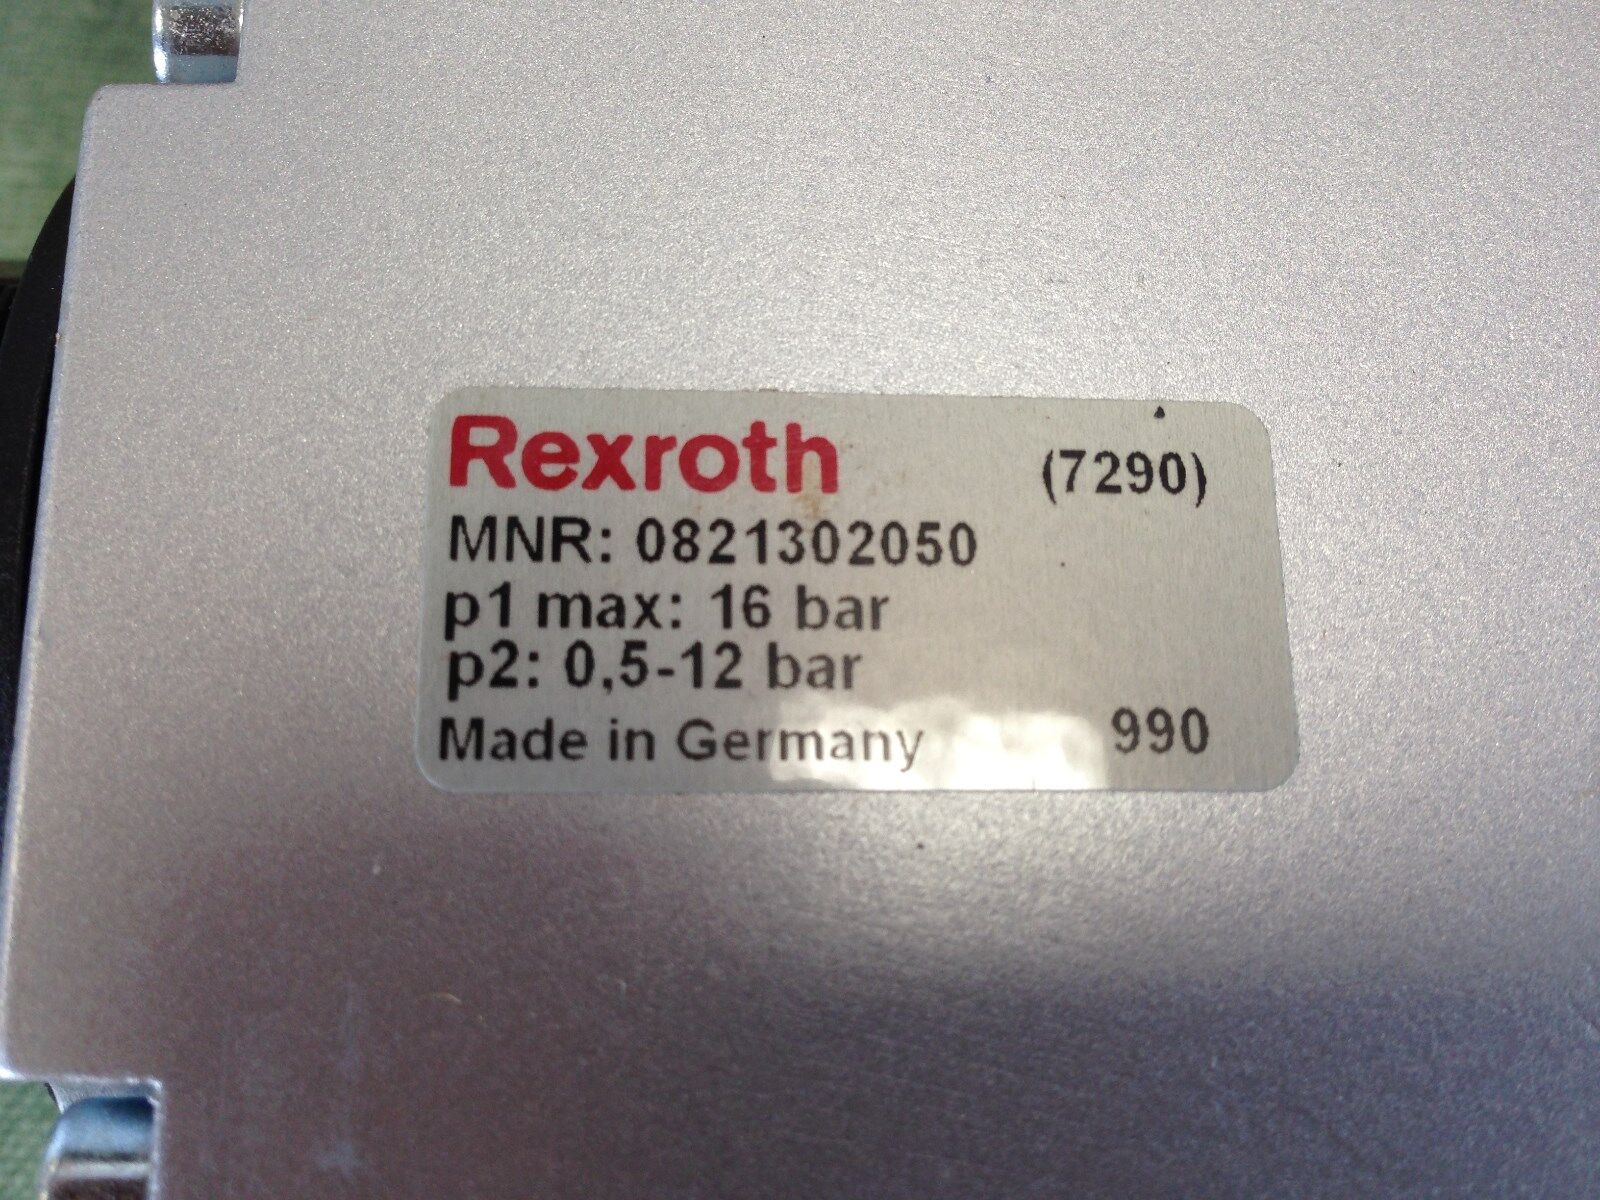 Rexroth (7290)
MNR: 0821302050
p1 max: 16 bar
p2: 0,5-12 bar
Made in Germany 990